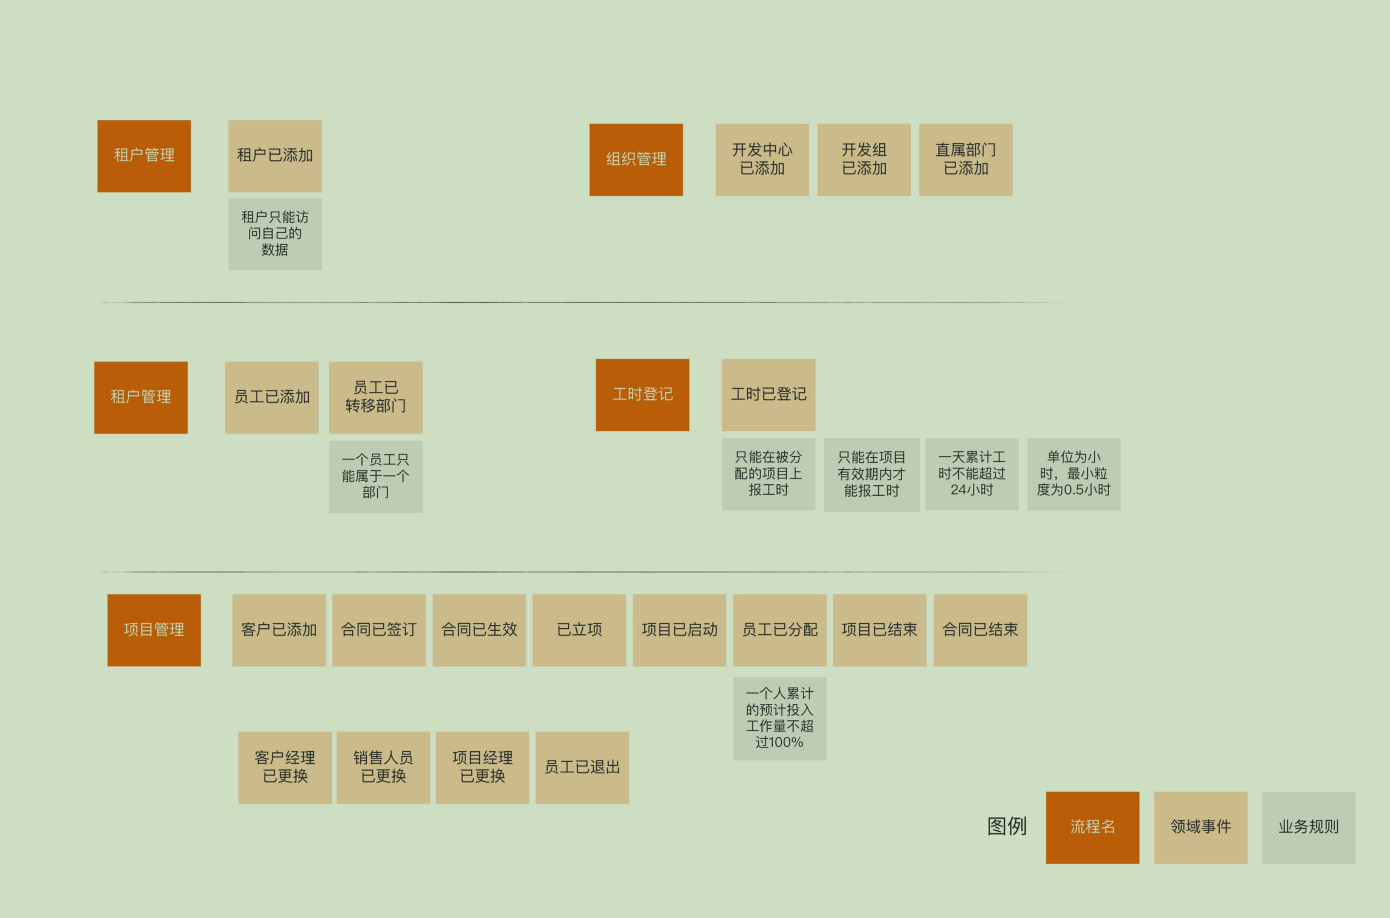 租户管理
租户已添加
租户只能访
问自己的
数据
组织管理
开发中心
已添加
开发组
已添加
直属部门
已添加
租户管理
员工已添加
员工已
转移部门
一个员工只
能属于一个
部门
工时登记
工时已登记
只能在被分
配的项目上
报工时
只能在项目
有效期内才
能报工时
一天累计工
时不能超过
24小时
单位为小
时，最小粒
度为0.5小时
项目管理
客户已添加
合同已签订
合同已生效
已立项
项目已启动
员工已分配
项目已结束
合同已结束
一个人累计
的预计投入
工作量不超
过100%
客户经理
已更换
销售人员
已更换
项目经理
已更换
员工已退出
图例
流程名
领域事件
业务规则